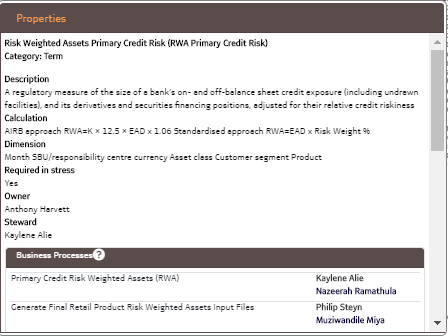 Properties
Risk Weighted Assets Primary Credit Risk (RWA Primary Credit Risk)
Category: Term
Description
A regulatory measure of the size of a bank's on- and off-balance sheet credit exposure (including undrawn
facilities), and its derivatives and securities financing positions, adjusted for their relative credit riskiness
Calculation
AIRB approach RWA=K × 12.5 × EAD x 1.06 Standardised approach RWA=EAD x Risk Weight %
Dimension
Month SBU/responsibility centre currency Asset class Customer segment Product
Required in stress
Yes
Owner
Anthony Harvett
Steward
Kaylene Alie
Business Processes ?
Primary Credit Risk Weighted Assets (RWA) Kaylene Alie
Nazeerah Ramathula
Generate Final Retail Product Risk Weighted Assets Input Files Philip Steyn
Muziwandile Miya